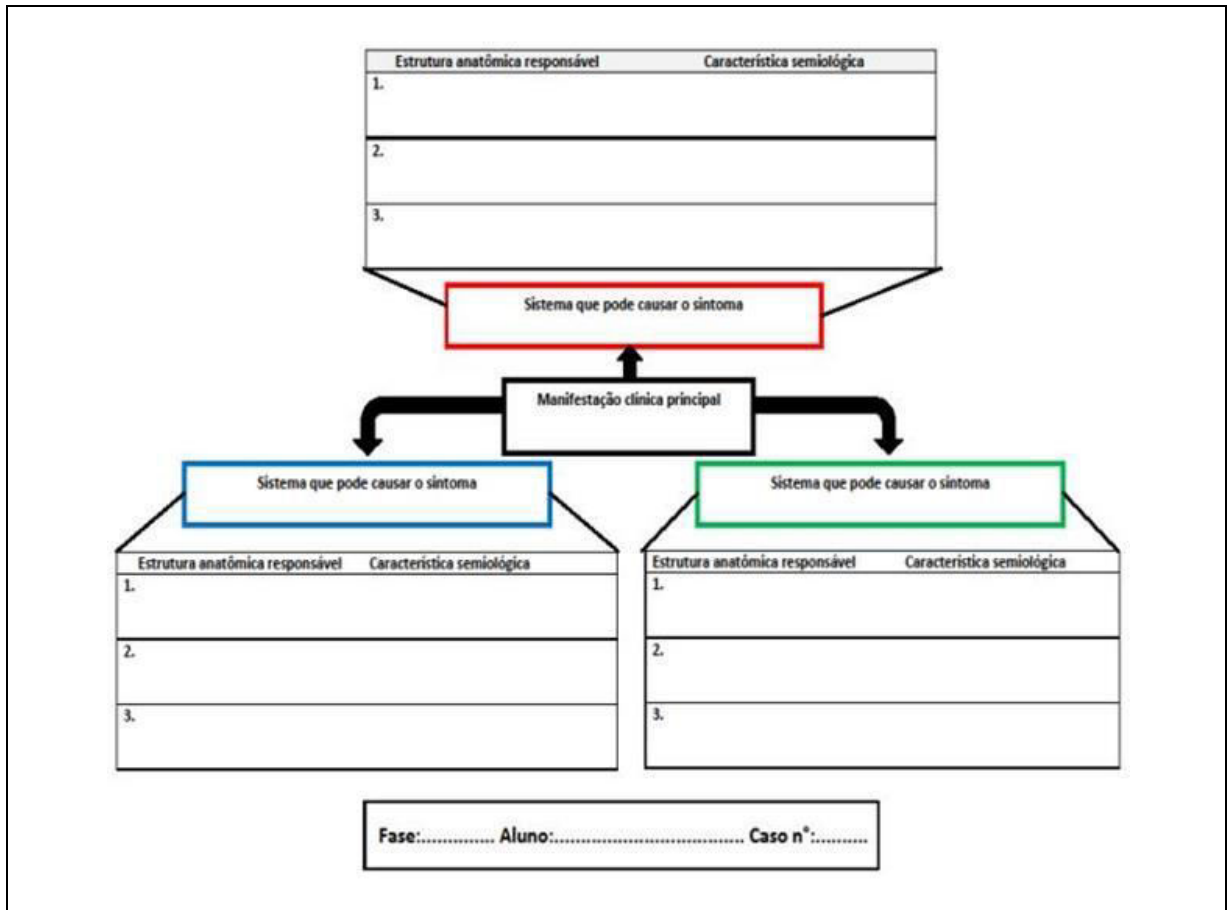 Estrutura anatômica responsável Característica semiológica
1.
2.
3.
Sistema que pode causar o sintoma
Manifestação clínica principal
Sistema que pode causar o sintoma
Sistema que pode causar o sintoma
Estrutura anatômica responsável Característica semiológica
1.
2.
3.
Estrutura anatômica responsável Característica semiológica
1.
2.
3.
Fase:.............. Aluno:.................................... Caso n°:..........